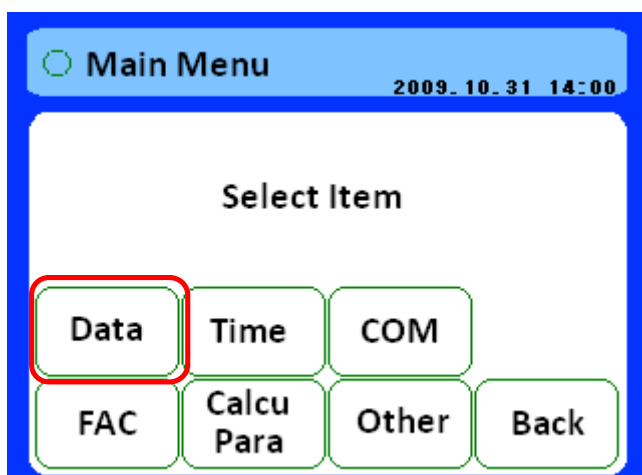 Main Menu
2009.10.31 14:00
Select Item
Data
Time
COM
FAC
Calcu
Para
Other
Back